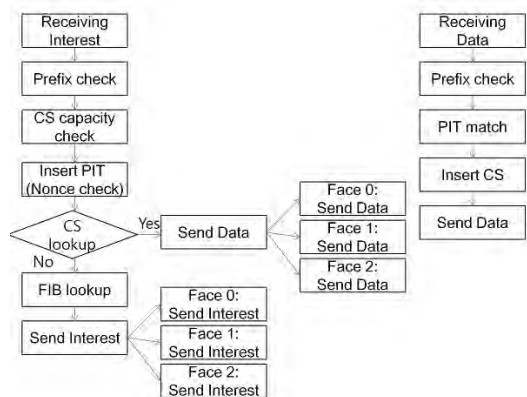 Receiving
Interest
Prefix check
CS capacity
check
Insert PIT
(Nonce check)
CS
lookup
Yes
No
FIB lookup
Send Interest
Send Data
Face 0:
Send Data
Face 1:
Send Data
Face 2:
Send Data
Face 0:
Send Interest
Face 1:
Send Interest
Face 2:
Send Interest
Receiving
Data
Prefix check
PIT match
Insert CS
Send Data